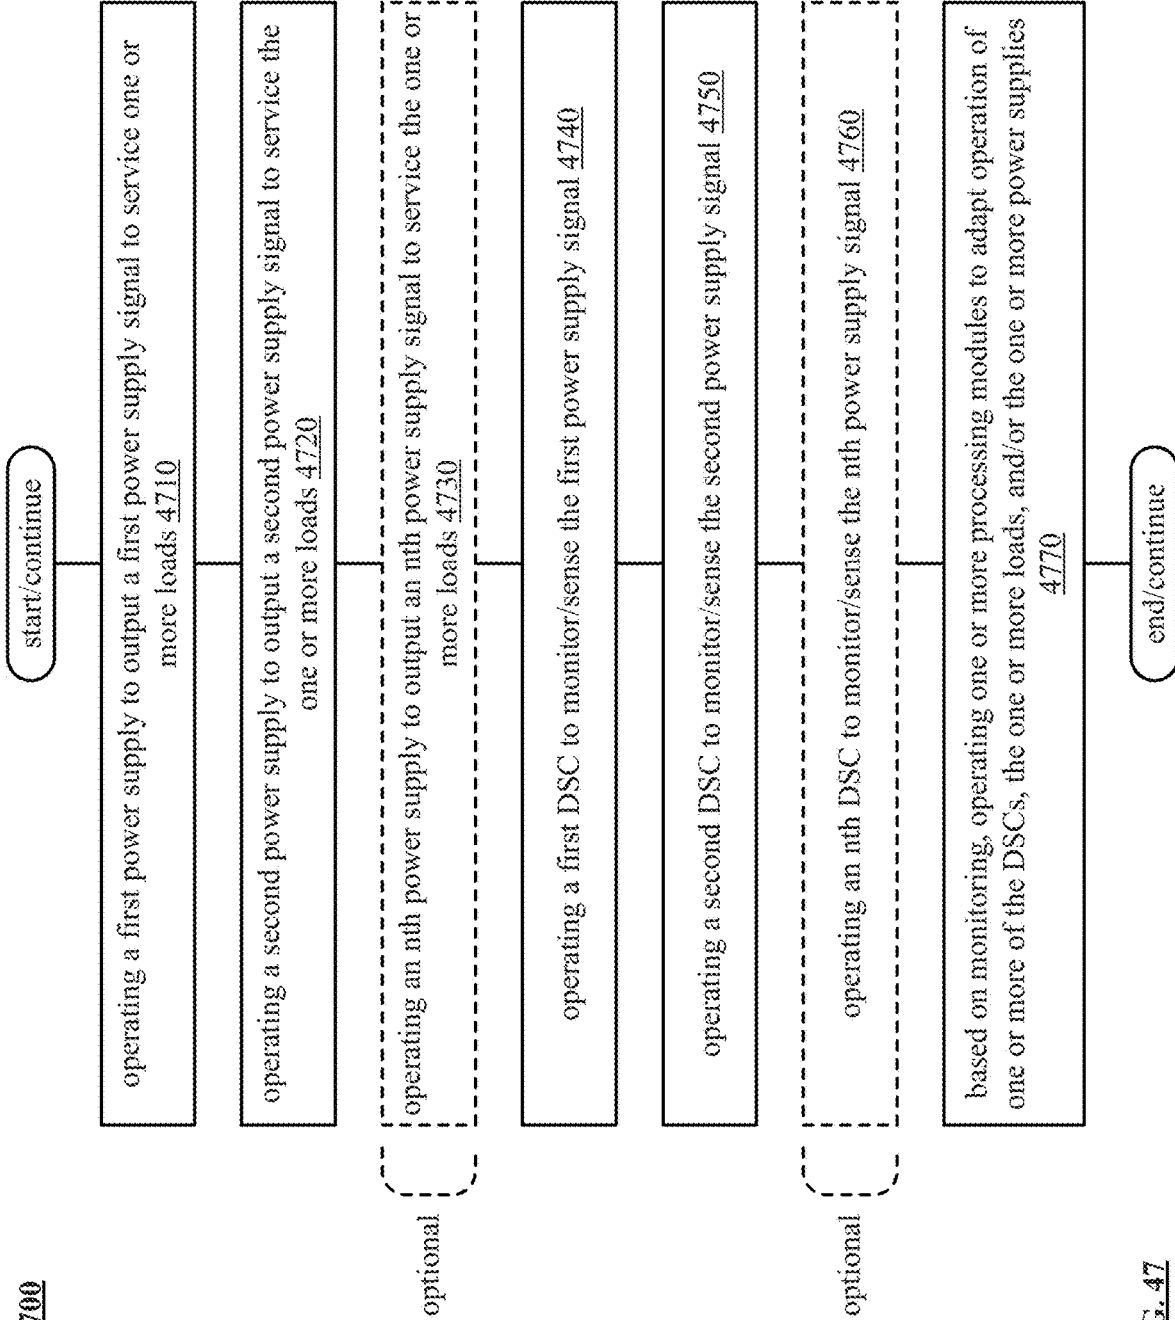 700
start/continue
operating a first power supply to output a first power supply signal to service one or
more loads 4710
operating a second power supply to output a second power supply signal to service the
one or more loads 4720
optional
operating an nth power supply to output an nth power supply signal to service the one or
more loads 4730
operating a first DSC to monitor/sense the first power supply signal 4740
operating a second DSC to monitor/sense the second power supply signal 4750
optional
operating an nth DSC to monitor/sense the nth power supply signal 4760
based on monitoring, operating one or more processing modules to adapt operation of
one or more of the DSCs, the one or more loads, and/or the one or more power supplies
4770
end/continue
G. 47